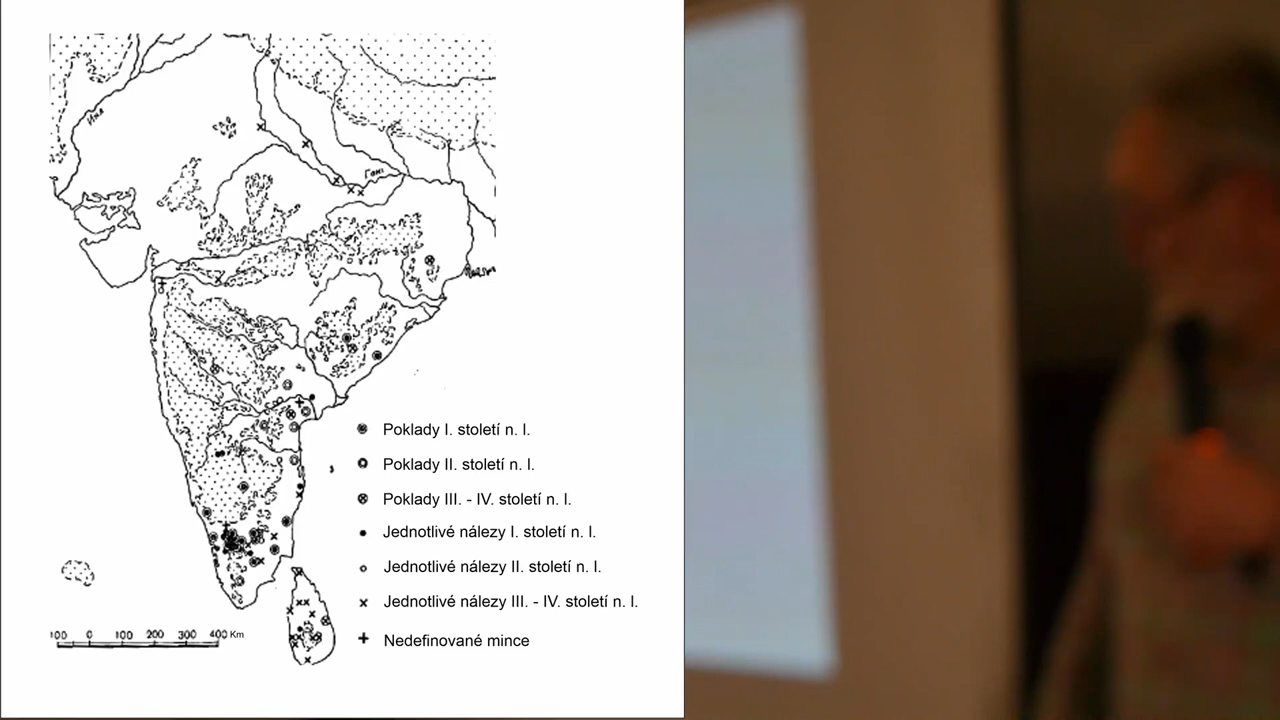 Ганг
Poklady I. století n. l.
Poklady II. století n. l.
Poklady III. - IV. století n. l.
Jednotlivé nálezy I. století n. l.
Jednotlivé nálezy II. století n. l.
Jednotlivé nálezy III. - IV. století n. l.
Nedefinované mince
100 0 100 200 300 400 Km